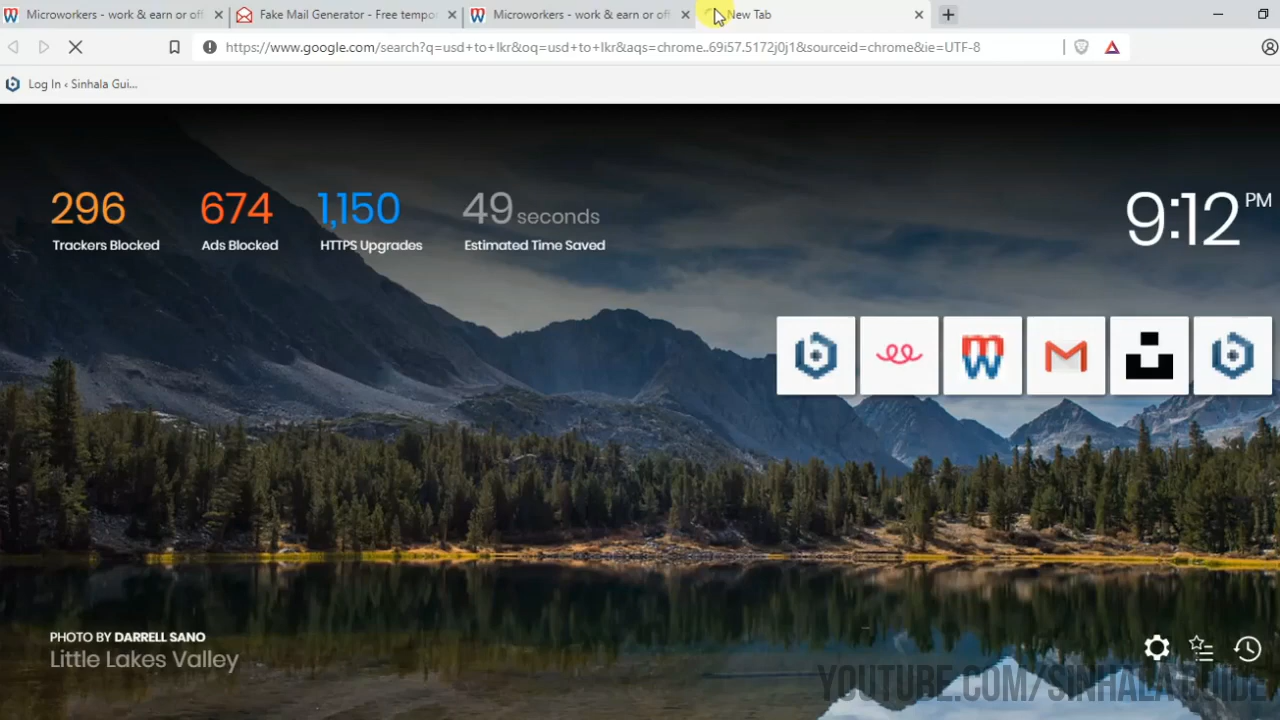 Microworkers - work & earn or off
Fake Mail Generator - Free tempo
Microworkers - work & earn or off
New Tab
https://www.google.com/search?q=usd+to+lkr&oq=usd+to+lkr&aqs=chrome..69i57.5172j0j1&sourceid=chrome&ie=UTF-8
Log In ‹ Sinhala Gui...
296
Trackers Blocked
674
Ads Blocked
1,150
HTTPS Upgrades
49 seconds
Estimated Time Saved
9:12 PM
PHOTO BY DARRELL SANO
Little Lakes Valley
YOUTUBE.COM/SINHALA GUIDE